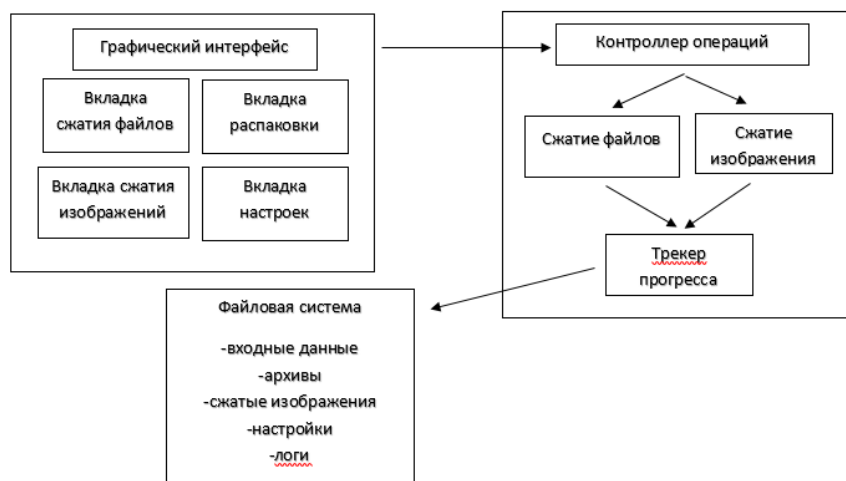 Графический интерфейс
Вкладка
сжатия файлов
Вкладка
распаковки
Вкладка сжатия
изображений
Вкладка
настроек
Контроллер операций
Сжатие файлов
Сжатие
изображения
Трекер
прогресса
Файловая система
-входные данные
-архивы
-сжатые изображения
-настройки
-логи